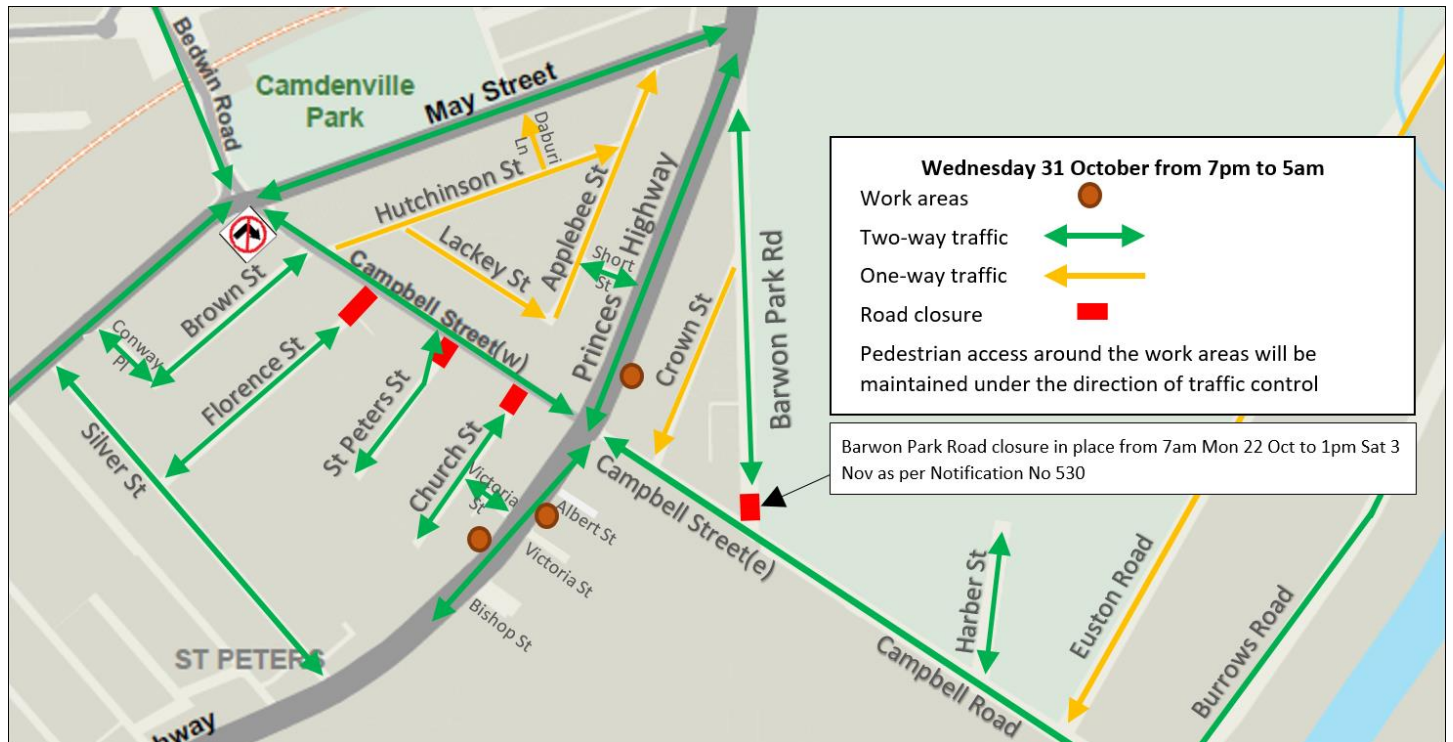 Bedwin Road
Camdenville
Park
May Street
Daburi
Ln
Hutchinson St
Lackey St
Applebee St
Short
St
Princes Highway
Crown St
Barwon Park Rd
Campbell Street(w)
Brown St
Conway
Pl
Florence St
St Peters St
Church St
Silver St
Victoria
St
Albert St
Victoria St
Bishop St
ST PETERS
hway
Campbell Street(e)
Harber St
Campbell Road
Euston Road
Burrows Road
Wednesday 31 October from 7pm to 5am
Work areas
Two-way traffic
One-way traffic
Road closure
Pedestrian access around the work areas will be
maintained under the direction of traffic control
Barwon Park Road closure in place from 7am Mon 22 Oct to 1pm Sat 3
Nov as per Notification No 530